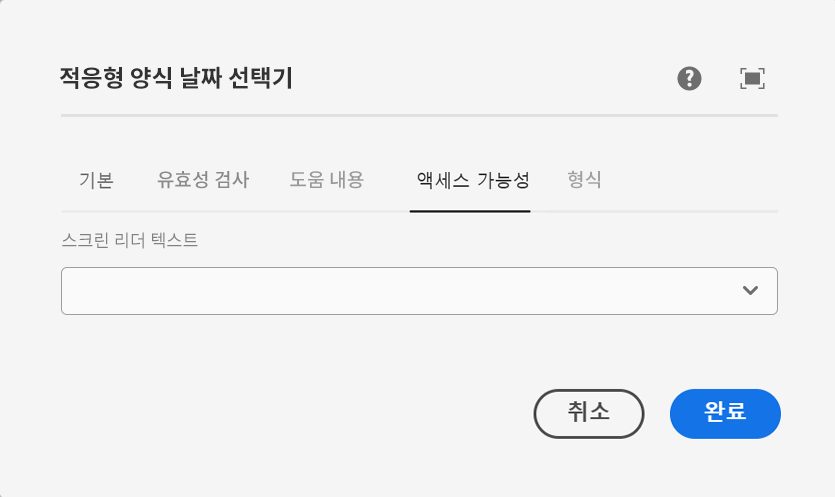 적응형 양식 날짜 선택기
기본 유효성 검사 도움 내용 액세스 가능성 형식
스크린 리더 텍스트
취소 완료